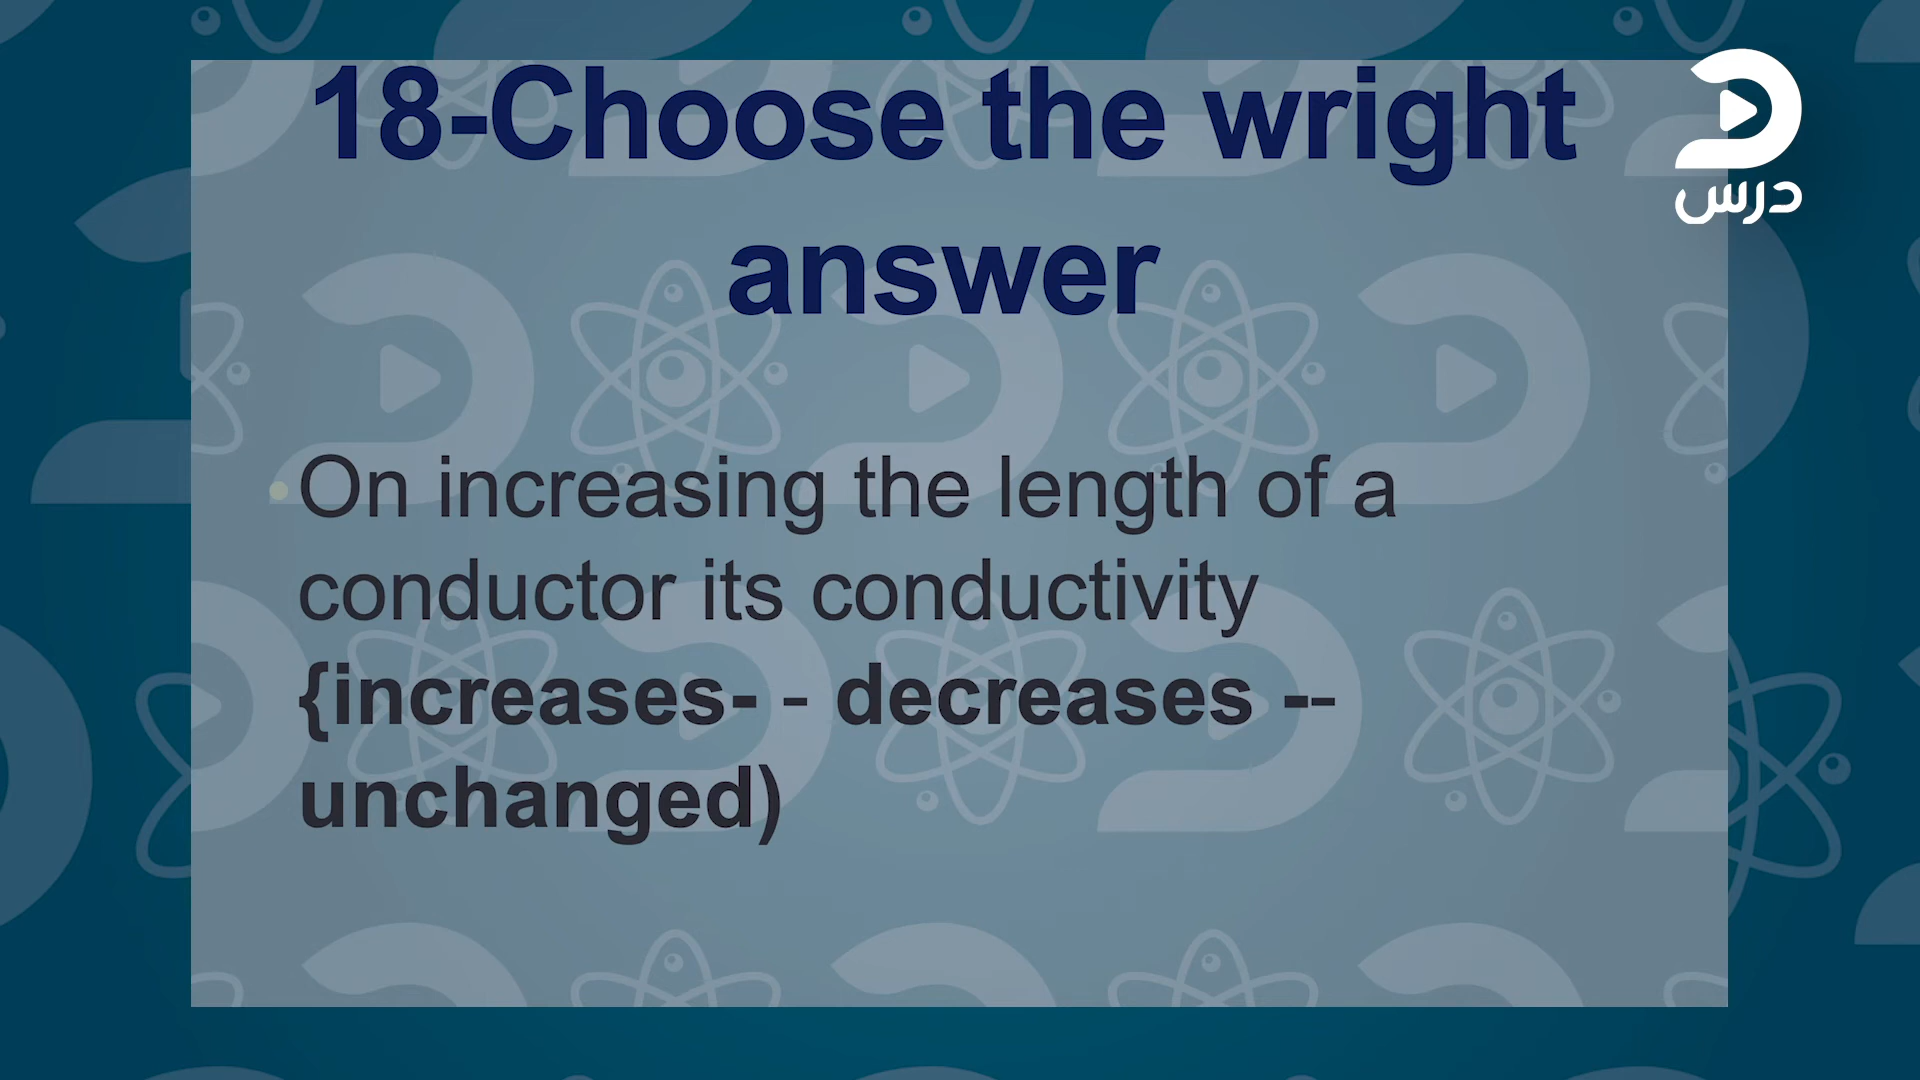 18-Choose the wright
answer
درس
On increasing the length of a
conductor its conductivity
{increases- - decreases --
unchanged)